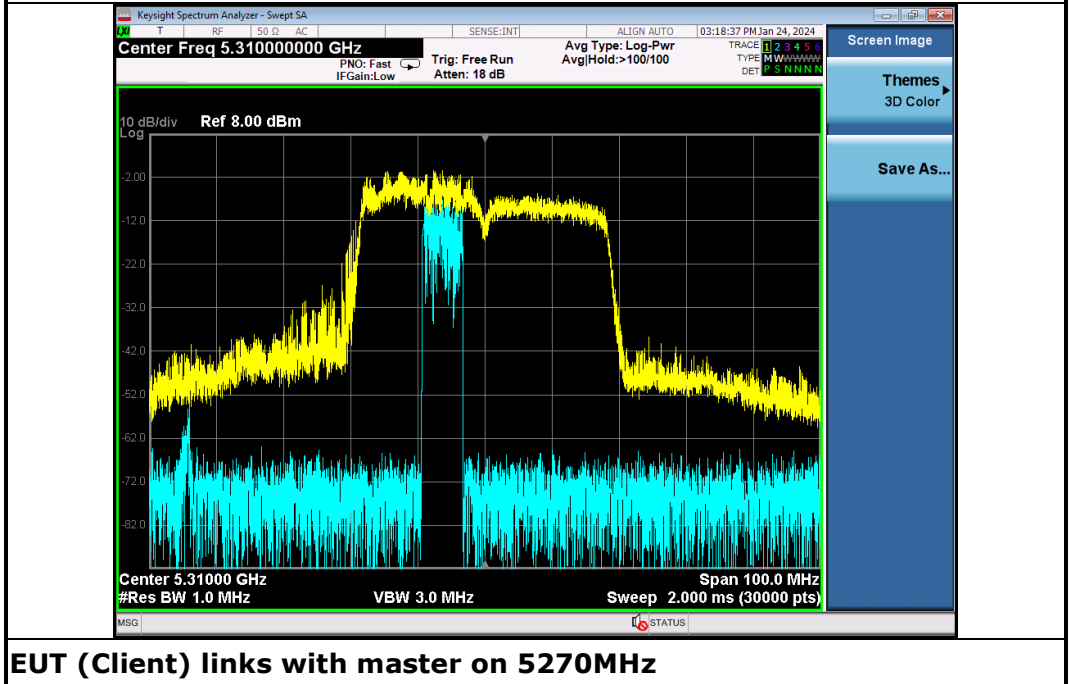 Keysight Spectrum Analyzer - Swept SA
LXI T RF 50 Ω AC SENSE:INT ALIGN AUTO 03:18:37 PM Jan 24, 2024
Center Freq 5.310000000 GHz
PNO: Fast
IFGain:Low
Trig: Free Run
Atten: 18 dB
Avg Type: Log-Pwr
Avg|Hold:>100/100
TRACE 1 2 3 4 5 6
TYPE M W W W W W
DET P S N N N N
Screen Image
Themes
3D Color
Save As...
10 dB/div Ref 8.00 dBm
Log
-2.00
-12.0
-22.0
-32.0
-42.0
-52.0
-62.0
-72.0
-82.0
Center 5.31000 GHz Span 100.0 MHz
#Res BW 1.0 MHz VBW 3.0 MHz Sweep 2.000 ms (30000 pts)
MSG STATUS
EUT (Client) links with master on 5270MHz